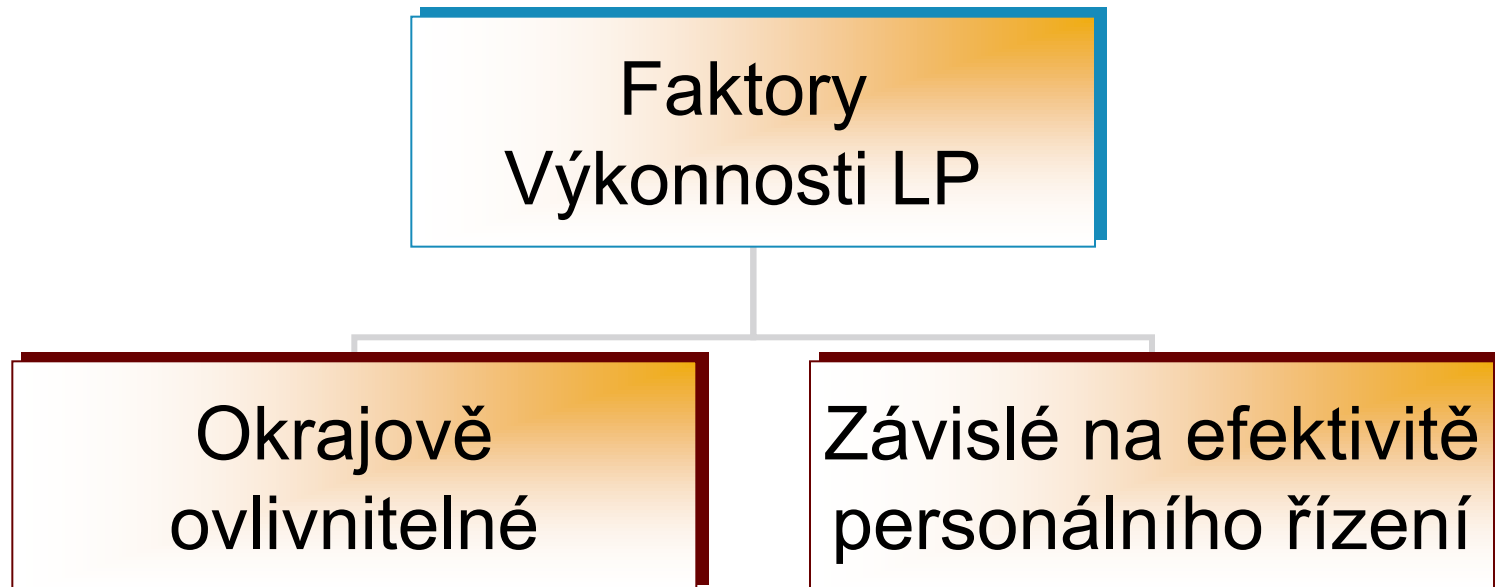 Faktory
Výkonnosti LP
Okrajově
ovlivnitelné
Závislé na efektivitě
personálního řízení